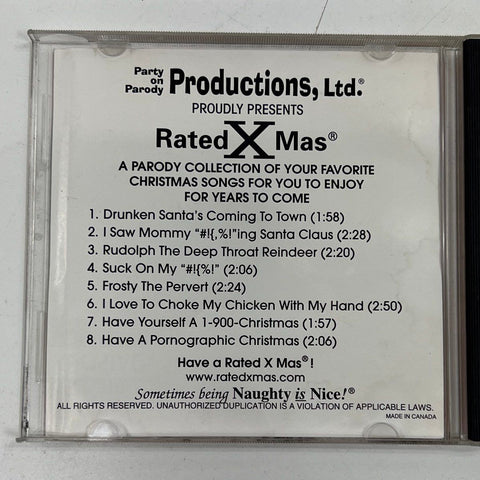 Party on Parody Productions, Ltd.®
PROUDLY PRESENTS
Rated X Mas®
A PARODY COLLECTION OF YOUR FAVORITE
CHRISTMAS SONGS FOR YOU TO ENJOY
FOR YEARS TO COME
1. Drunken Santa's Coming To Town (1:58)
2. I Saw Mommy "#!{,%!"ing Santa Claus (2:28)
3. Rudolph The Deep Throat Reindeer (2:20)
4. Suck On My "#!{%!" (2:06)
5. Frosty The Pervert (2:24)
6. I Love To Choke My Chicken With My Hand (2:50)
7. Have Yourself A 1-900-Christmas (1:57)
8. Have A Pornographic Christmas (2:06)
Have a Rated X Mas®!
www.ratedxmas.com
Sometimes being Naughty is Nice!®
ALL RIGHTS RESERVED. UNAUTHORIZED DUPLICATION IS A VIOLATION OF APPLICABLE LAWS.
MADE IN CANADA